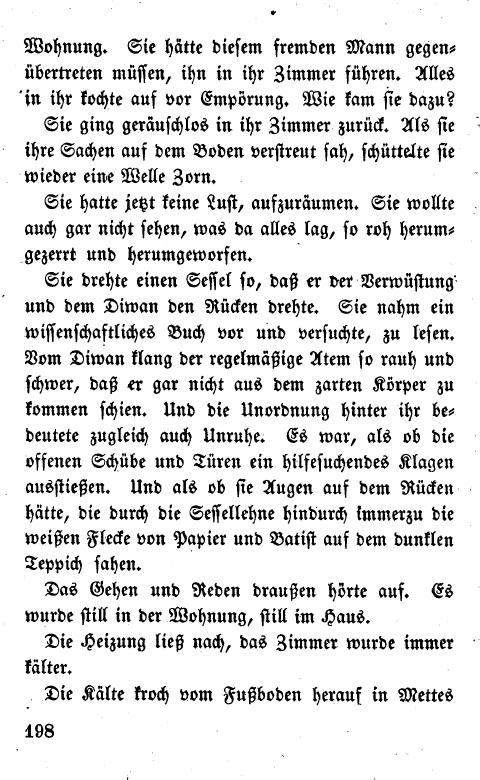 Wohnung. Sie hätte diesem fremden Mann gegen-
übertreten müssen, ihn in ihr Zimmer führen. Alles
in ihr kochte auf vor Empörung. Wie kam sie dazu?
Sie ging geräuschlos in ihr Zimmer zurück. Als sie
ihre Sachen auf dem Boden verstreut sah, schüttelte sie
wieder eine Welle Zorn.
Sie hatte jetzt keine Lust, aufzuräumen. Sie wollte
auch gar nicht sehen, was da alles lag, so roh herum-
gezerrt und herumgeworfen.
Sie drehte einen Sessel so, daß er der Verwüstung
und dem Diwan den Rücken drehte. Sie nahm ein
wissenschaftliches Buch vor und versuchte, zu lesen.
Vom Diwan klang der regelmäßige Atem so rauh und
schwer, daß er gar nicht aus dem zarten Körper zu
kommen schien. Und die Unordnung hinter ihr be-
deutete zugleich auch Unruhe. Es war, als ob die
offenen Schübe und Türen ein hilfesuchendes Klagen
ausstießen. Und als ob sie Augen auf dem Rücken
hätte, die durch die Sessellehne hindurch immerzu die
weißen Flecke von Papier und Batist auf dem dunklen
Teppich sahen.
Das Gehen und Reden draußen hörte auf. Es
wurde still in der Wohnung, still im Haus.
Die Heizung ließ nach, das Zimmer wurde immer
kälter.
Die Kälte kroch vom Fußboden herauf in Mettes
198